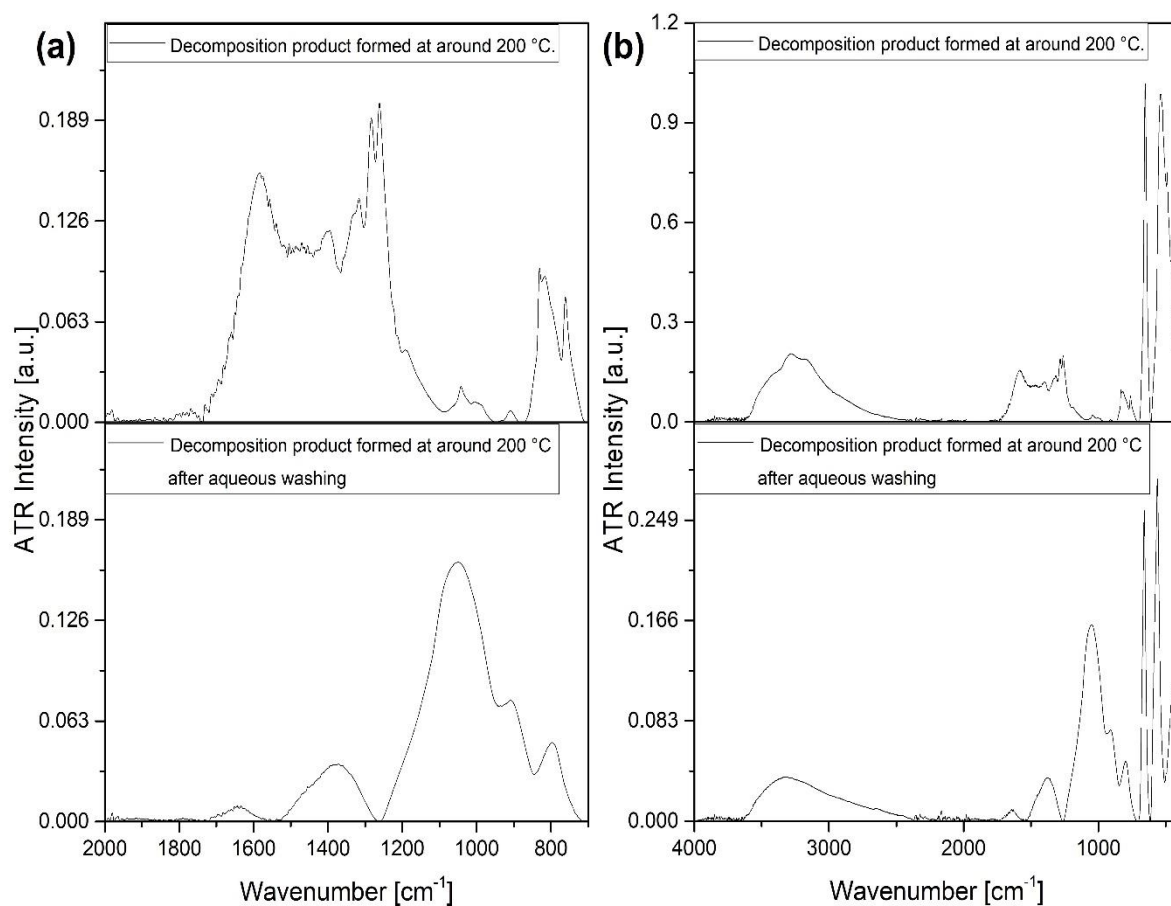 (a)
Decomposition product formed at around 200 °C.
0.189
0.126
0.063
0.000
Decomposition product formed at around 200 °C
after aqueous washing
0.189
0.126
0.063
0.000
ATR Intensity [a.u.]
2000 1800 1600 1400 1200 1000 800
Wavenumber [cm-1]
(b)
1.2
Decomposition product formed at around 200 °C.
0.9
0.6
0.3
0.0
Decomposition product formed at around 200 °C
after aqueous washing
0.249
0.166
0.083
0.000
ATR Intensity [a.u.]
4000 3000 2000 1000
Wavenumber [cm-1]